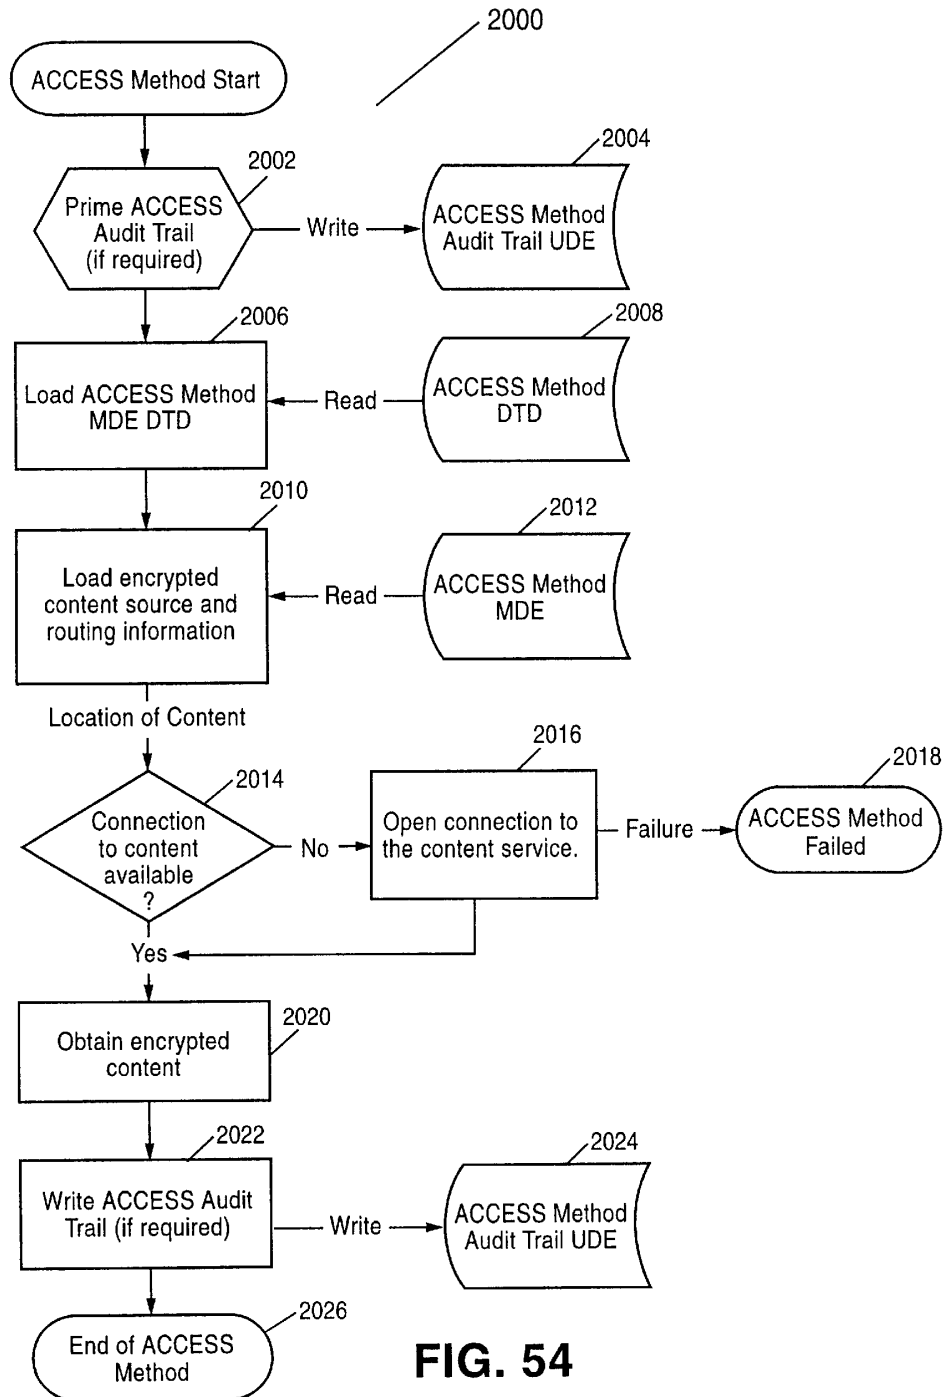 2000
ACCESS Method Start
2002
2004
Prime ACCESS
Audit Trail
(if required)
Write
ACCESS Method
Audit Trail UDE
2006
2008
Load ACCESS Method
MDE DTD
Read
ACCESS Method
DTD
2010
2012
Load encrypted
content source and
routing information
Read
ACCESS Method
MDE
Location of Content
2014
2016
2018
Connection
to content
available
?
No
Open connection to
the content service.
Failure
ACCESS Method
Failed
Yes
2020
Obtain encrypted
content
2022
2024
Write ACCESS Audit
Trail (if required)
Write
ACCESS Method
Audit Trail UDE
2026
End of ACCESS
Method
FIG. 54